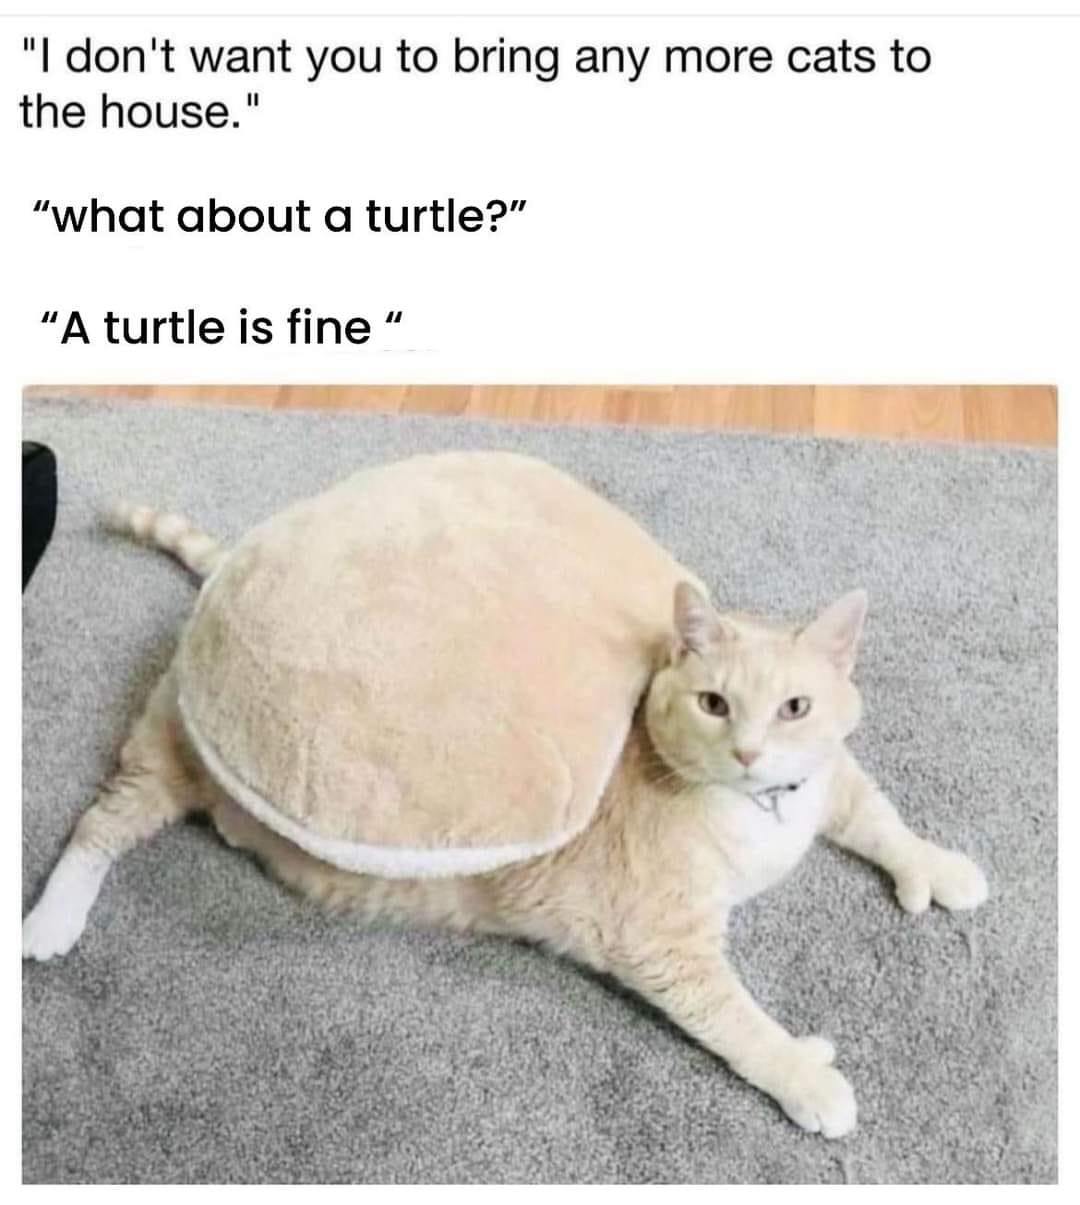 "I don't want you to bring any more cats to
the house."
“what about a turtle?”
“A turtle is fine “